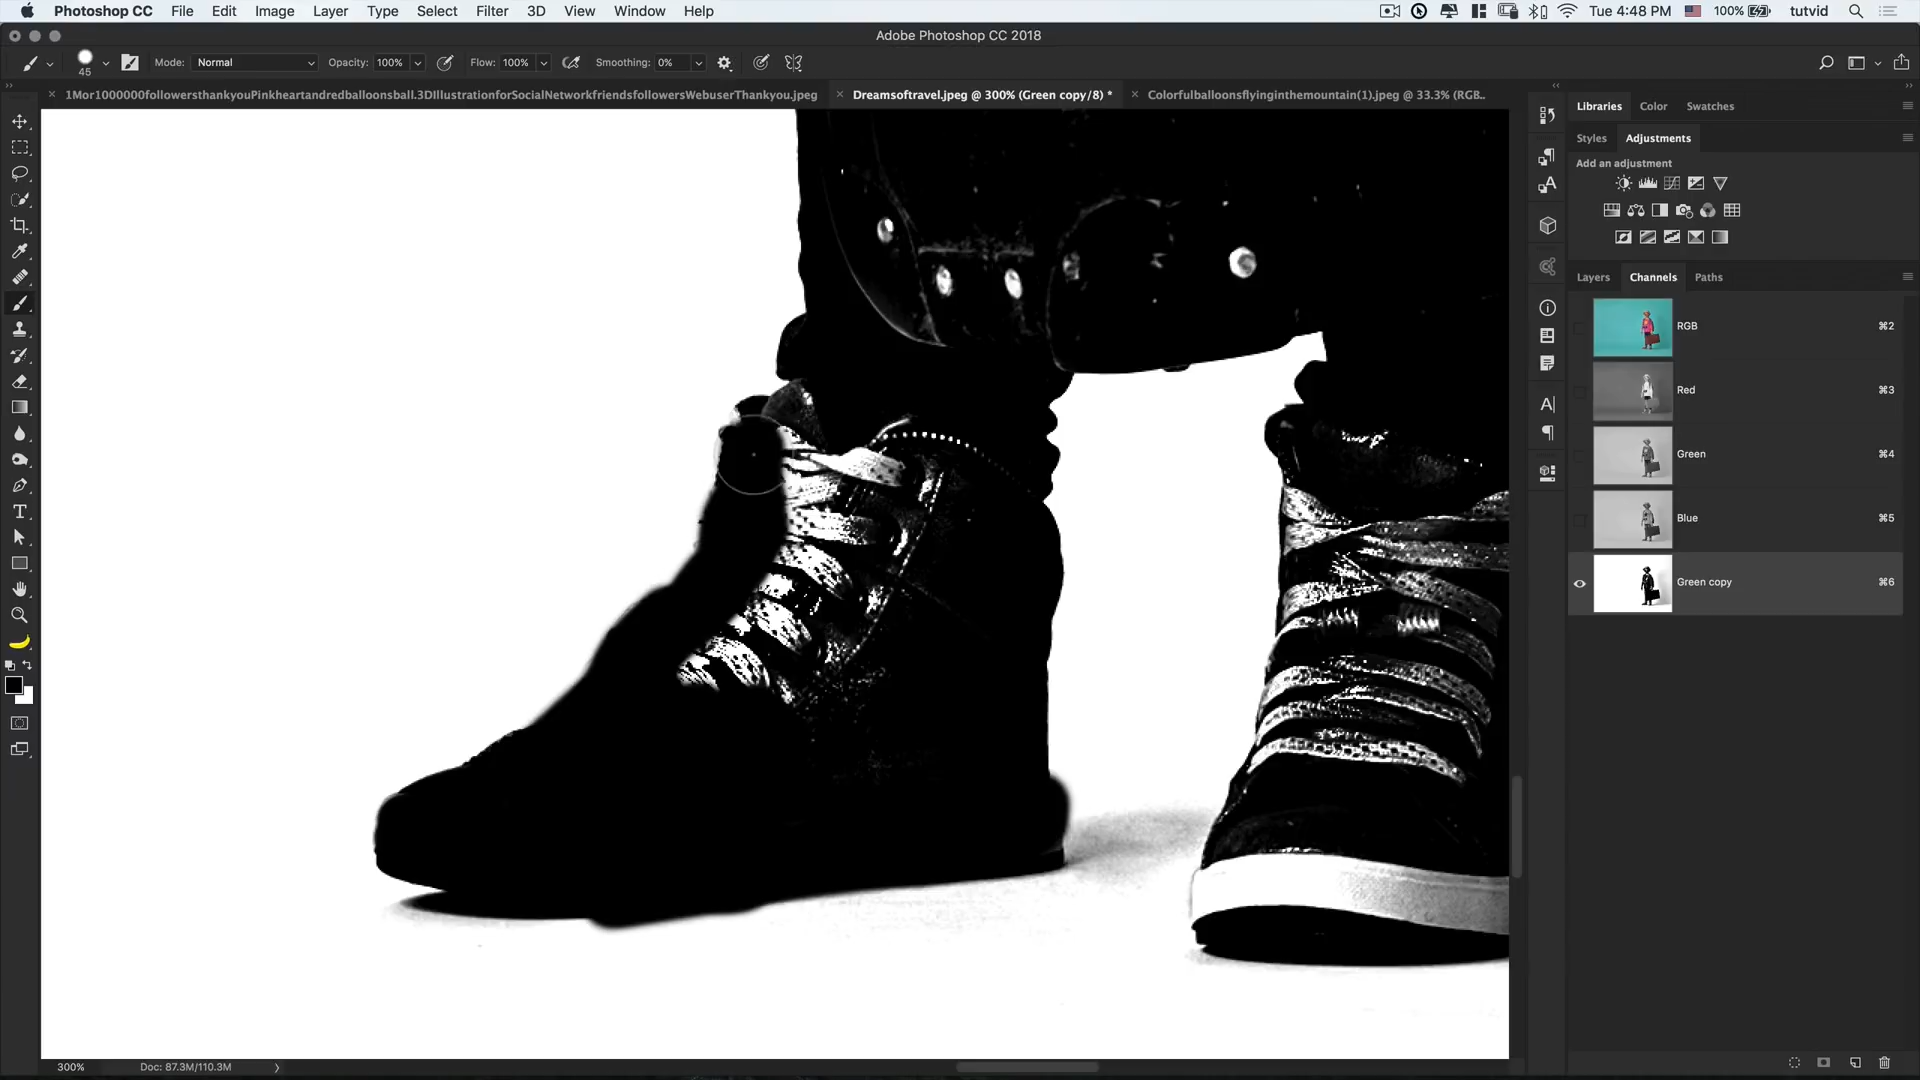 Photoshop CC File Edit Image Layer Type Select Filter 3D View Window Help Tue 4:48 PM 100% tutvid
Adobe Photoshop CC 2018
45 Mode: Normal Opacity: 100% Flow: 100% Smoothing: 0%
1Mor1000000followersthankyouPinkheartandredballoonsball.3DIllustrationforSocialNetworkfriendsfollowersWebuserThankyou.jpeg Dreamsoftravel.jpeg @ 300% (Green copy/8) * Colorfulballoonsflyinginthemountain(1).jpeg @ 33.3% (RGB..
Libraries Color Swatches
Styles Adjustments
Add an adjustment
Layers Channels Paths
RGB ⌘2
Red ⌘3
Green ⌘4
Blue ⌘5
Green copy ⌘6
300% Doc: 87.3M/110.3M